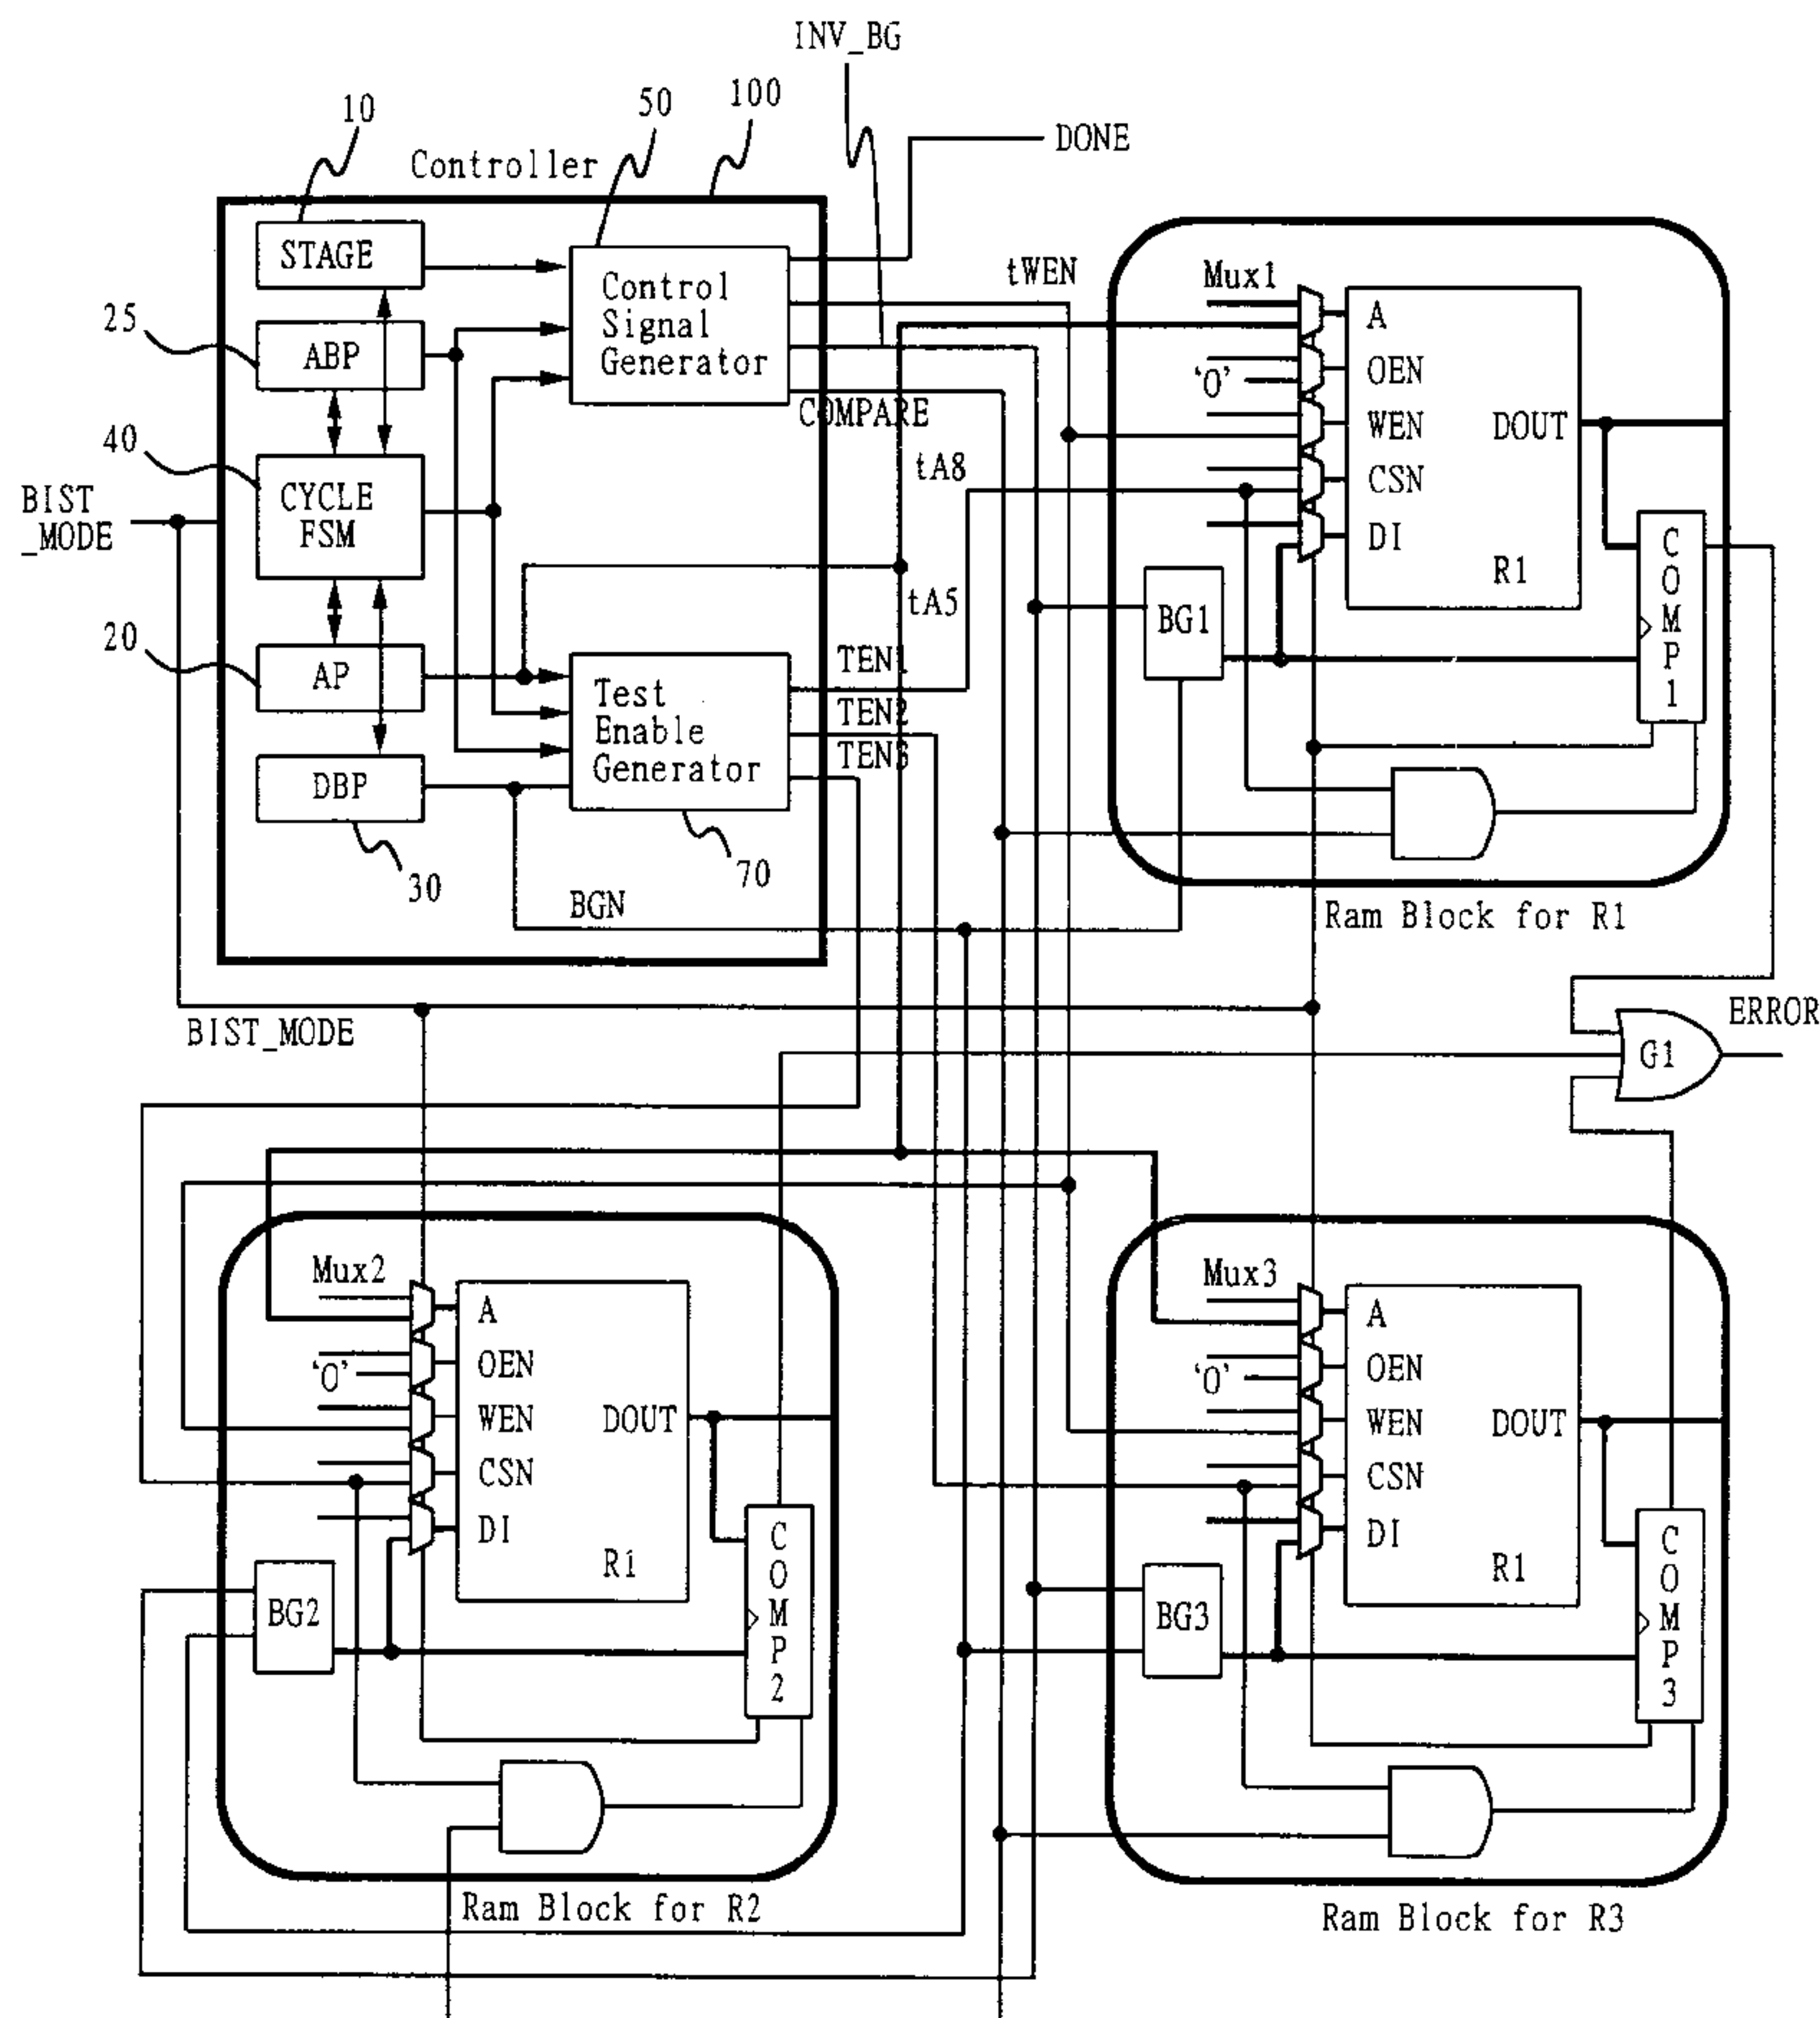 INV_BG
10
50
100
DONE
Controller
STAGE
Control
Signal
Generator
tWEN
Mux1
A
25
ABP
OEN
'0'
COMPARE
WEN
DOUT
40
CYCLE
FSM
tA8
CSN
BIST
_MODE
DI
C
O
M
P
1
R1
tA5
BG1
20
AP
TEN1
Test
Enable
Generator
TEN2
TEN3
DBP
30
70
BGN
Ram Block for R1
BIST_MODE
ERROR
G1
Mux2
A
OEN
'0'
WEN
DOUT
CSN
DI
C
O
M
P
2
R1
BG2
Ram Block for R2
Mux3
A
OEN
'0'
WEN
DOUT
CSN
DI
C
O
M
P
3
R1
BG3
Ram Block for R3